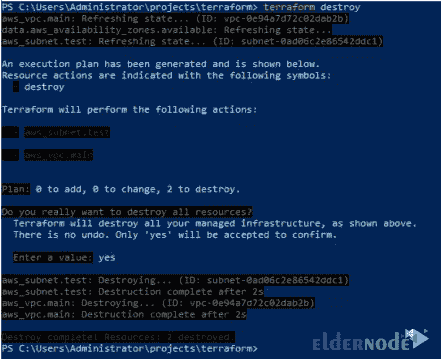 PS C:\Users\Administrator\projects\terraform> terraform destroy
aws_vpc.main: Refreshing state... (ID: vpc-0e94a7d72c02dab2b)
data.aws_availability_zones.available: Refreshing state...
aws_subnet.test: Refreshing state... (ID: subnet-0ad06c2e86542ddc1)
An execution plan has been generated and is shown below.
Resource actions are indicated with the following symbols:
destroy
Terraform will perform the following actions:
aws_subnet.test
aws_vpc.main
Plan: 0 to add, 0 to change, 2 to destroy.
Do you really want to destroy all resources?
Terraform will destroy all your managed infrastructure, as shown above.
There is no undo. Only 'yes' will be accepted to confirm.
Enter a value: yes
aws_subnet.test: Destroying... (ID: subnet-0ad06c2e86542ddc1)
aws_subnet.test: Destruction complete after 2s
aws_vpc.main: Destroying... (ID: vpc-0e94a7d72c02dab2b)
aws_vpc.main: Destruction complete after 2s
Destroy complete! Resources: 2 destroyed.
PS C:\Users\Administrator\projects\terraform>
ELDERNODE